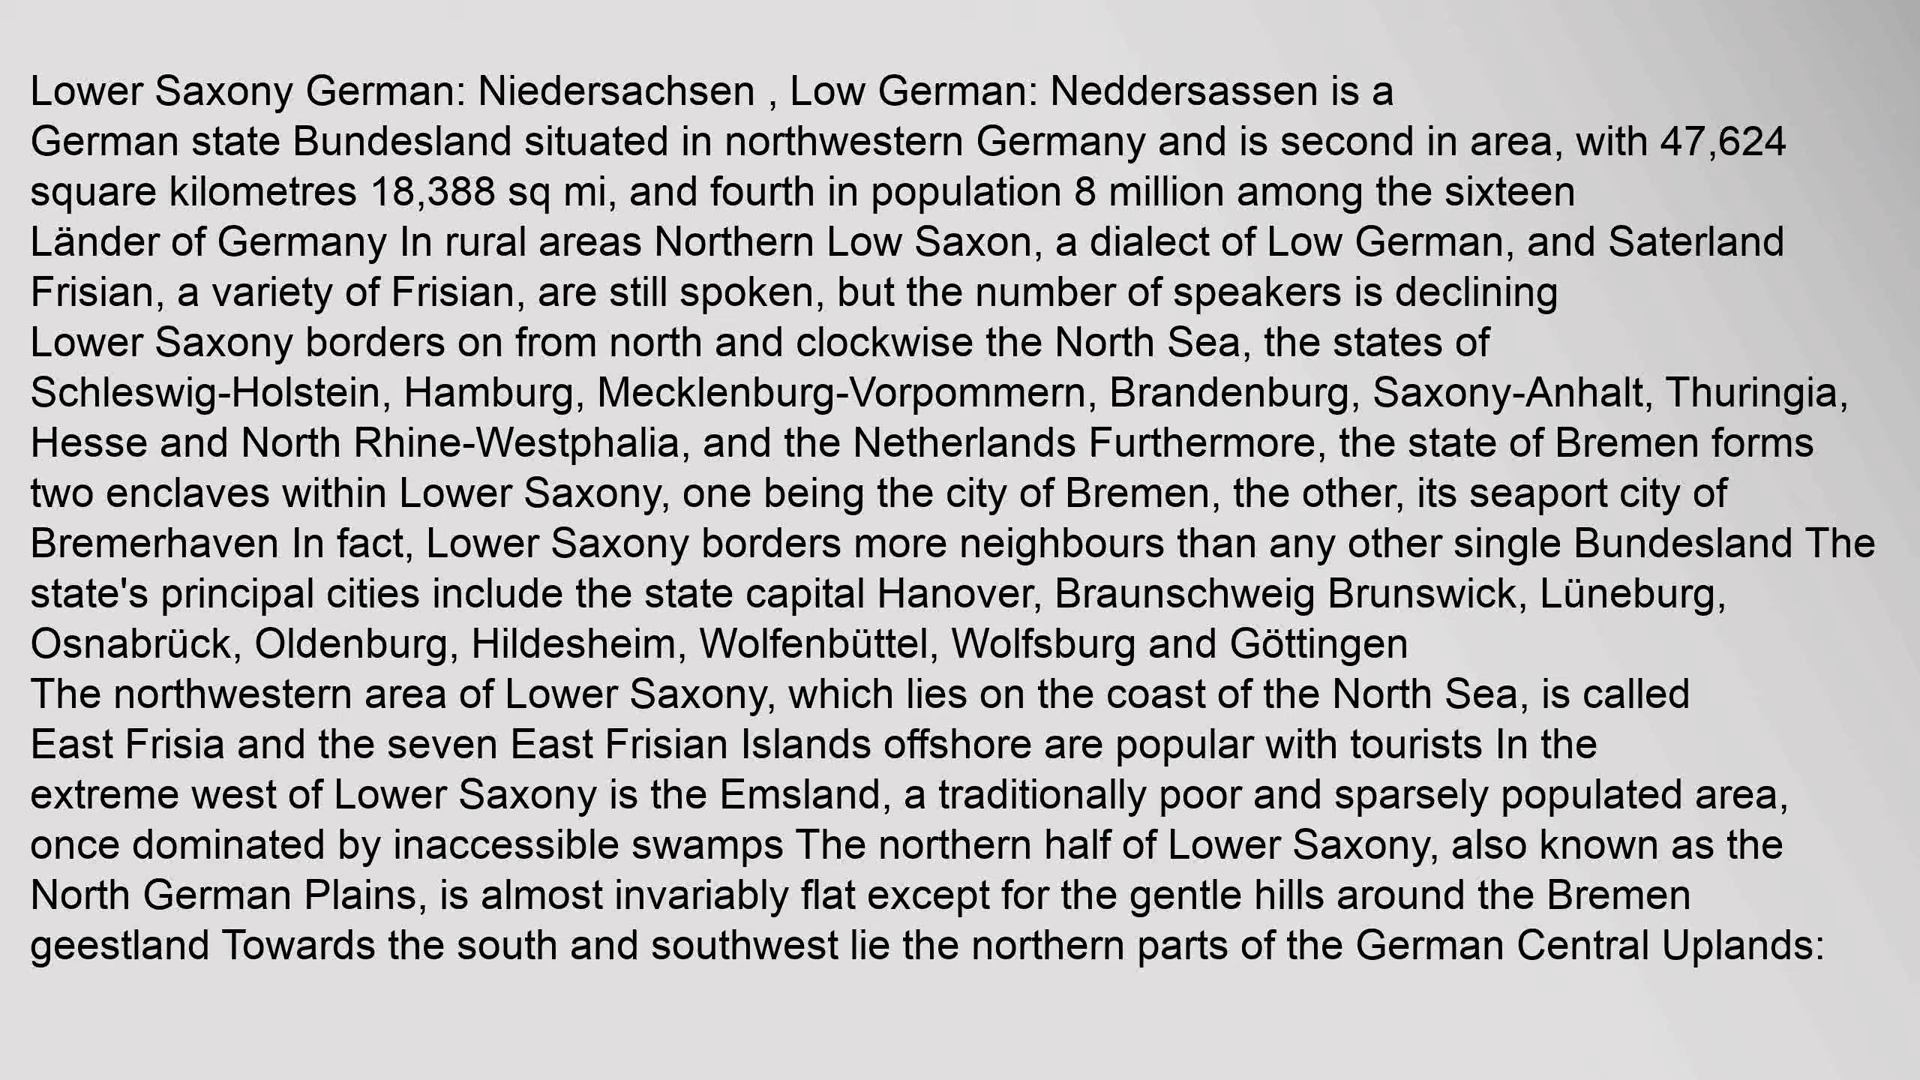 Lower Saxony German: Niedersachsen , Low German: Neddersassen is a
German state Bundesland situated in northwestern Germany and is second in area, with 47,624
square kilometres 18,388 sq mi, and fourth in population 8 million among the sixteen
Länder of Germany In rural areas Northern Low Saxon, a dialect of Low German, and Saterland
Frisian, a variety of Frisian, are still spoken, but the number of speakers is declining
Lower Saxony borders on from north and clockwise the North Sea, the states of
Schleswig-Holstein, Hamburg, Mecklenburg-Vorpommern, Brandenburg, Saxony-Anhalt, Thuringia,
Hesse and North Rhine-Westphalia, and the Netherlands Furthermore, the state of Bremen forms
two enclaves within Lower Saxony, one being the city of Bremen, the other, its seaport city of
Bremerhaven In fact, Lower Saxony borders more neighbours than any other single Bundesland The
state's principal cities include the state capital Hanover, Braunschweig Brunswick, Lüneburg,
Osnabrück, Oldenburg, Hildesheim, Wolfenbüttel, Wolfsburg and Göttingen
The northwestern area of Lower Saxony, which lies on the coast of the North Sea, is called
East Frisia and the seven East Frisian Islands offshore are popular with tourists In the
extreme west of Lower Saxony is the Emsland, a traditionally poor and sparsely populated area,
once dominated by inaccessible swamps The northern half of Lower Saxony, also known as the
North German Plains, is almost invariably flat except for the gentle hills around the Bremen
geestland Towards the south and southwest lie the northern parts of the German Central Uplands: